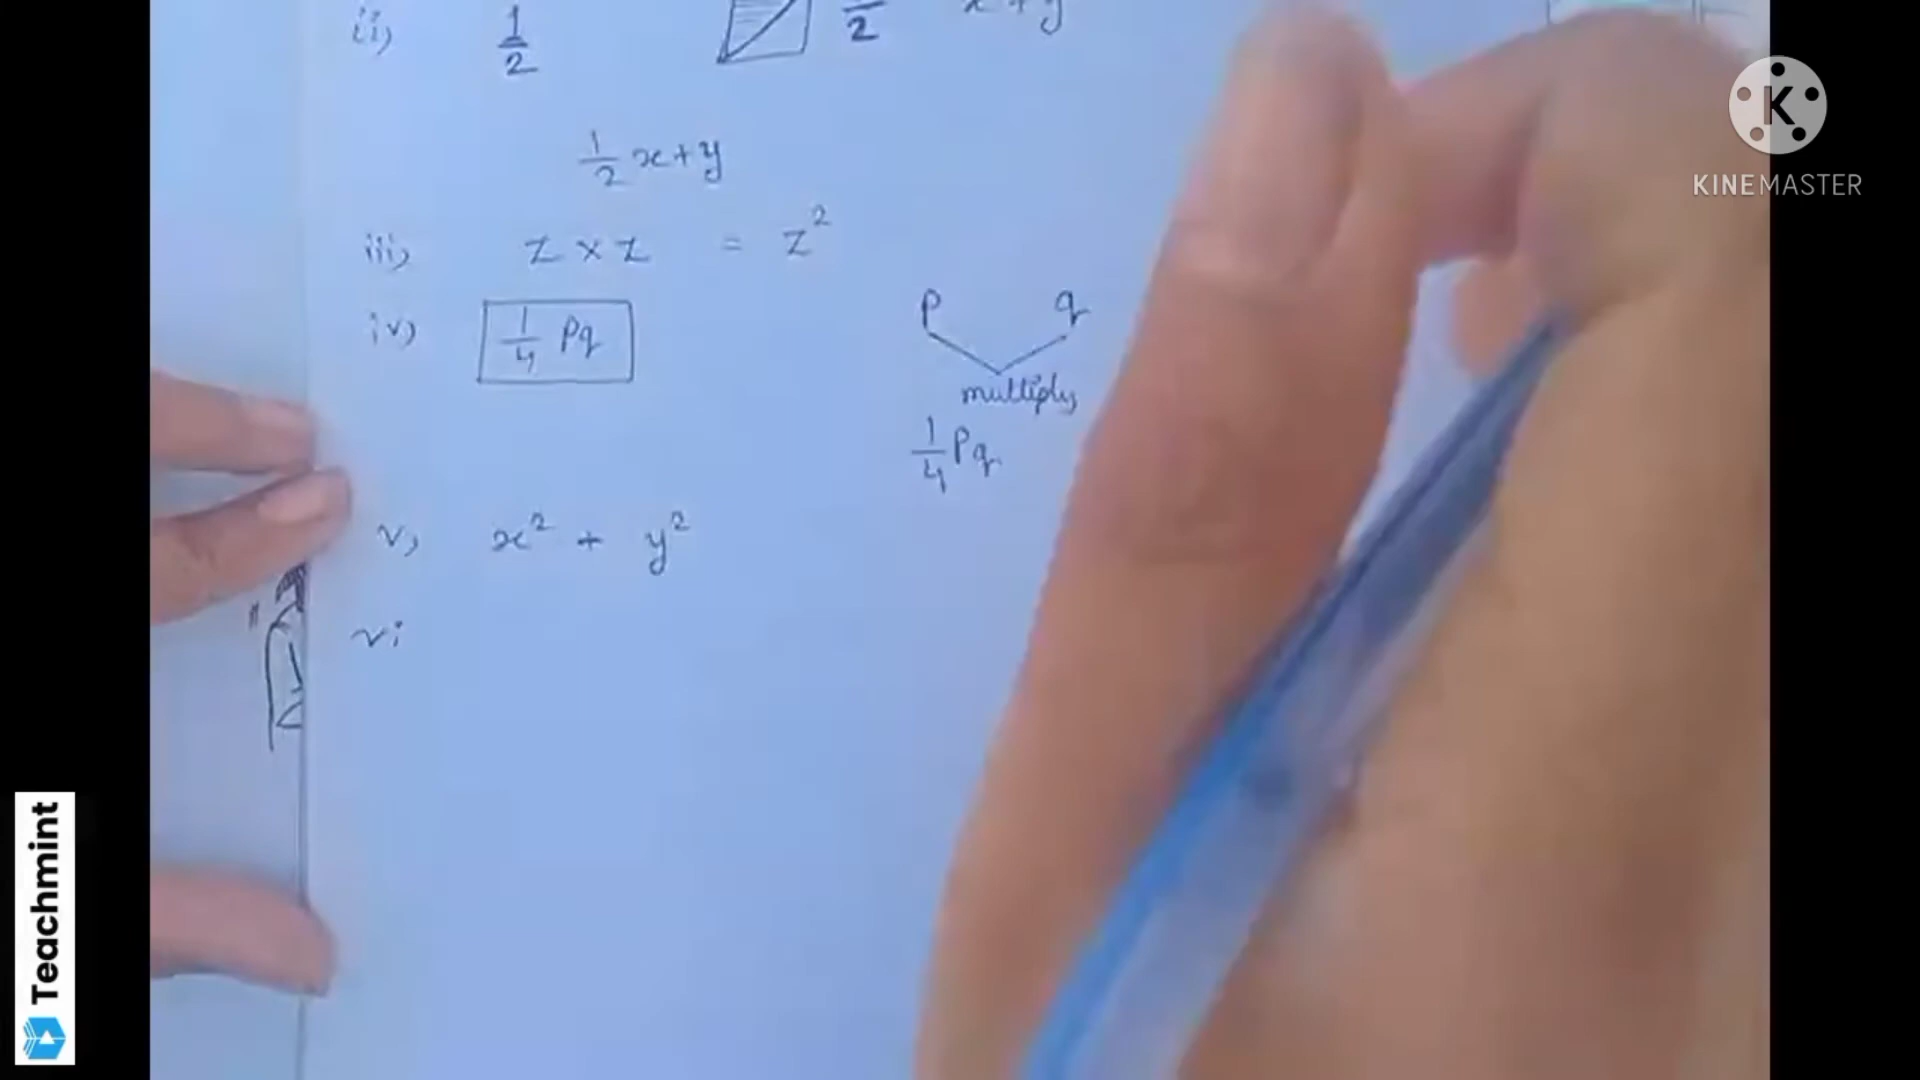 ii) 1/2 1/2 x+y
1/2 x+y
iii) z × z = z²
iv) 1/4 Pq
P q
multiply
1/4 Pq
v) x² + y²
vi
K
KINEMASTER
Teachmint